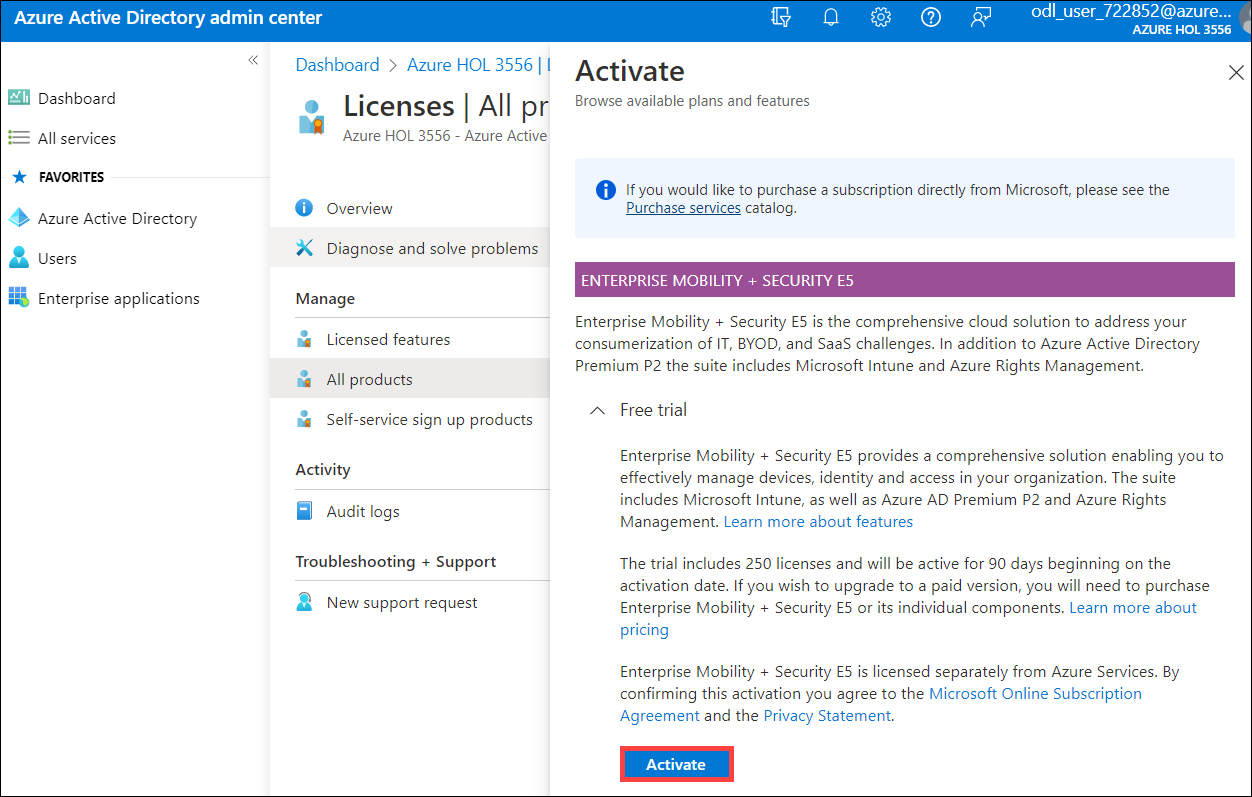 Azure Active Directory admin center
odl_user_722852@azure...
AZURE HOL 3556
«
Dashboard
All services
FAVORITES
Azure Active Directory
Users
Enterprise applications
Dashboard > Azure HOL 3556 |
Licenses | All pr
Azure HOL 3556 - Azure Active
Overview
Diagnose and solve problems
Manage
Licensed features
All products
Self-service sign up products
Activity
Audit logs
Troubleshooting + Support
New support request
Activate
Browse available plans and features
If you would like to purchase a subscription directly from Microsoft, please see the
Purchase services catalog.
ENTERPRISE MOBILITY + SECURITY E5
Enterprise Mobility + Security E5 is the comprehensive cloud solution to address your
consumerization of IT, BYOD, and SaaS challenges. In addition to Azure Active Directory
Premium P2 the suite includes Microsoft Intune and Azure Rights Management.
Free trial
Enterprise Mobility + Security E5 provides a comprehensive solution enabling you to
effectively manage devices, identity and access in your organization. The suite
includes Microsoft Intune, as well as Azure AD Premium P2 and Azure Rights
Management. Learn more about features
The trial includes 250 licenses and will be active for 90 days beginning on the
activation date. If you wish to upgrade to a paid version, you will need to purchase
Enterprise Mobility + Security E5 or its individual components. Learn more about
pricing
Enterprise Mobility + Security E5 is licensed separately from Azure Services. By
confirming this activation you agree to the Microsoft Online Subscription
Agreement and the Privacy Statement.
Activate